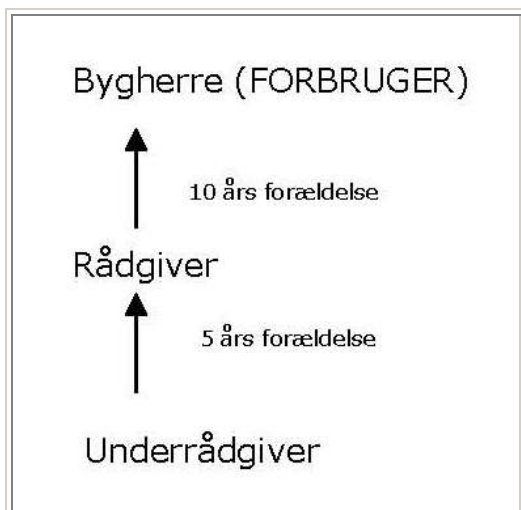 Bygherre (FORBRUGER)
10 års forældelse
Rådgiver
5 års forældelse
Underrådgiver